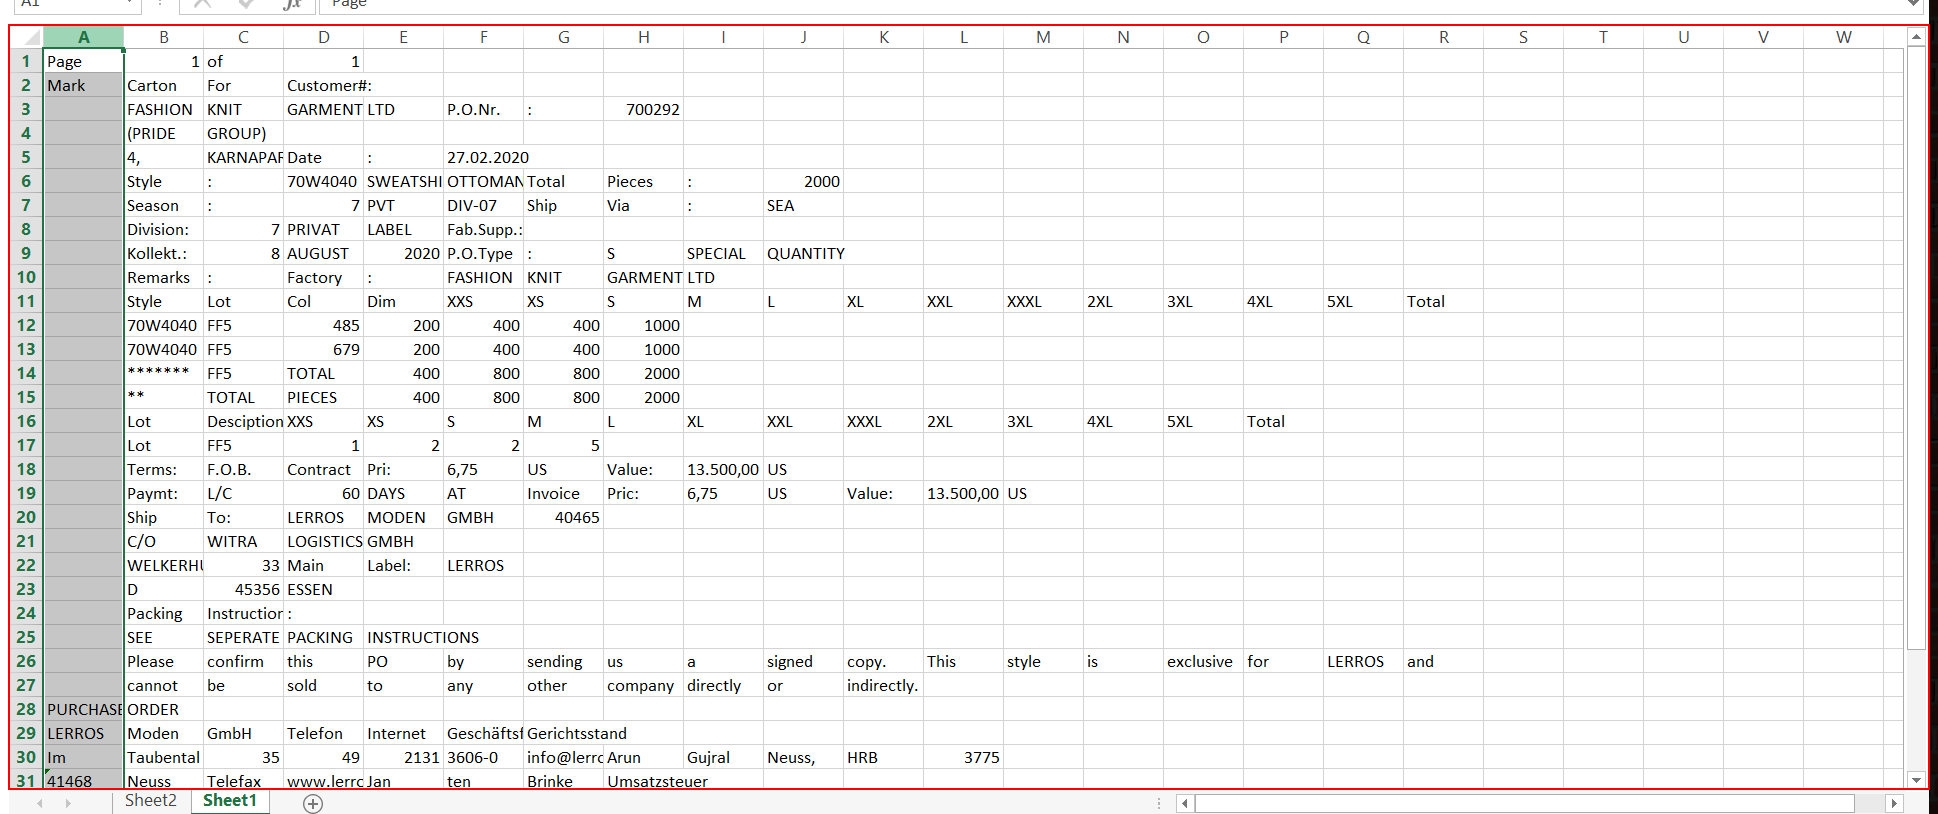 A1 fx Page
A B C D E F G H I J K L M N O P Q R S T U V W
1 Page 1 of 1
2 Mark Carton For Customer#:
3 FASHION KNIT GARMENT LTD P.O.Nr. : 700292
4 (PRIDE GROUP)
5 4, KARNAPAR Date : 27.02.2020
6 Style : 70W4040 SWEATSHI OTTOMAN Total Pieces : 2000
7 Season : 7 PVT DIV-07 Ship Via : SEA
8 Division: 7 PRIVAT LABEL Fab.Supp.:
9 Kollekt.: 8 AUGUST 2020 P.O.Type : S SPECIAL QUANTITY
10 Remarks : Factory : FASHION KNIT GARMENT LTD
11 Style Lot Col Dim XXS XS S M L XL XXL XXXL 2XL 3XL 4XL 5XL Total
12 70W4040 FF5 485 200 400 400 1000
13 70W4040 FF5 679 200 400 400 1000
14 ******* FF5 TOTAL 400 800 800 2000
15 ** TOTAL PIECES 400 800 800 2000
16 Lot Desciption XXS XS S M L XL XXL XXXL 2XL 3XL 4XL 5XL Total
17 Lot FF5 1 2 2 5
18 Terms: F.O.B. Contract Pri: 6,75 US Value: 13.500,00 US
19 Paymt: L/C 60 DAYS AT Invoice Pric: 6,75 US Value: 13.500,00 US
20 Ship To: LERROS MODEN GMBH 40465
21 C/O WITRA LOGISTICS GMBH
22 WELKERHU 33 Main Label: LERROS
23 D 45356 ESSEN
24 Packing Instruction :
25 SEE SEPERATE PACKING INSTRUCTIONS
26 Please confirm this PO by sending us a signed copy. This style is exclusive for LERROS and
27 cannot be sold to any other company directly or indirectly.
28 PURCHASE ORDER
29 LERROS Moden GmbH Telefon Internet Geschäftsf Gerichtsstand
30 Im Taubental 35 49 2131 3606-0 info@lerrc Arun Gujral Neuss, HRB 3775
31 41468 Neuss Telefax www.lerrc Jan ten Brinke Umsatzsteuer
Sheet2 Sheet1